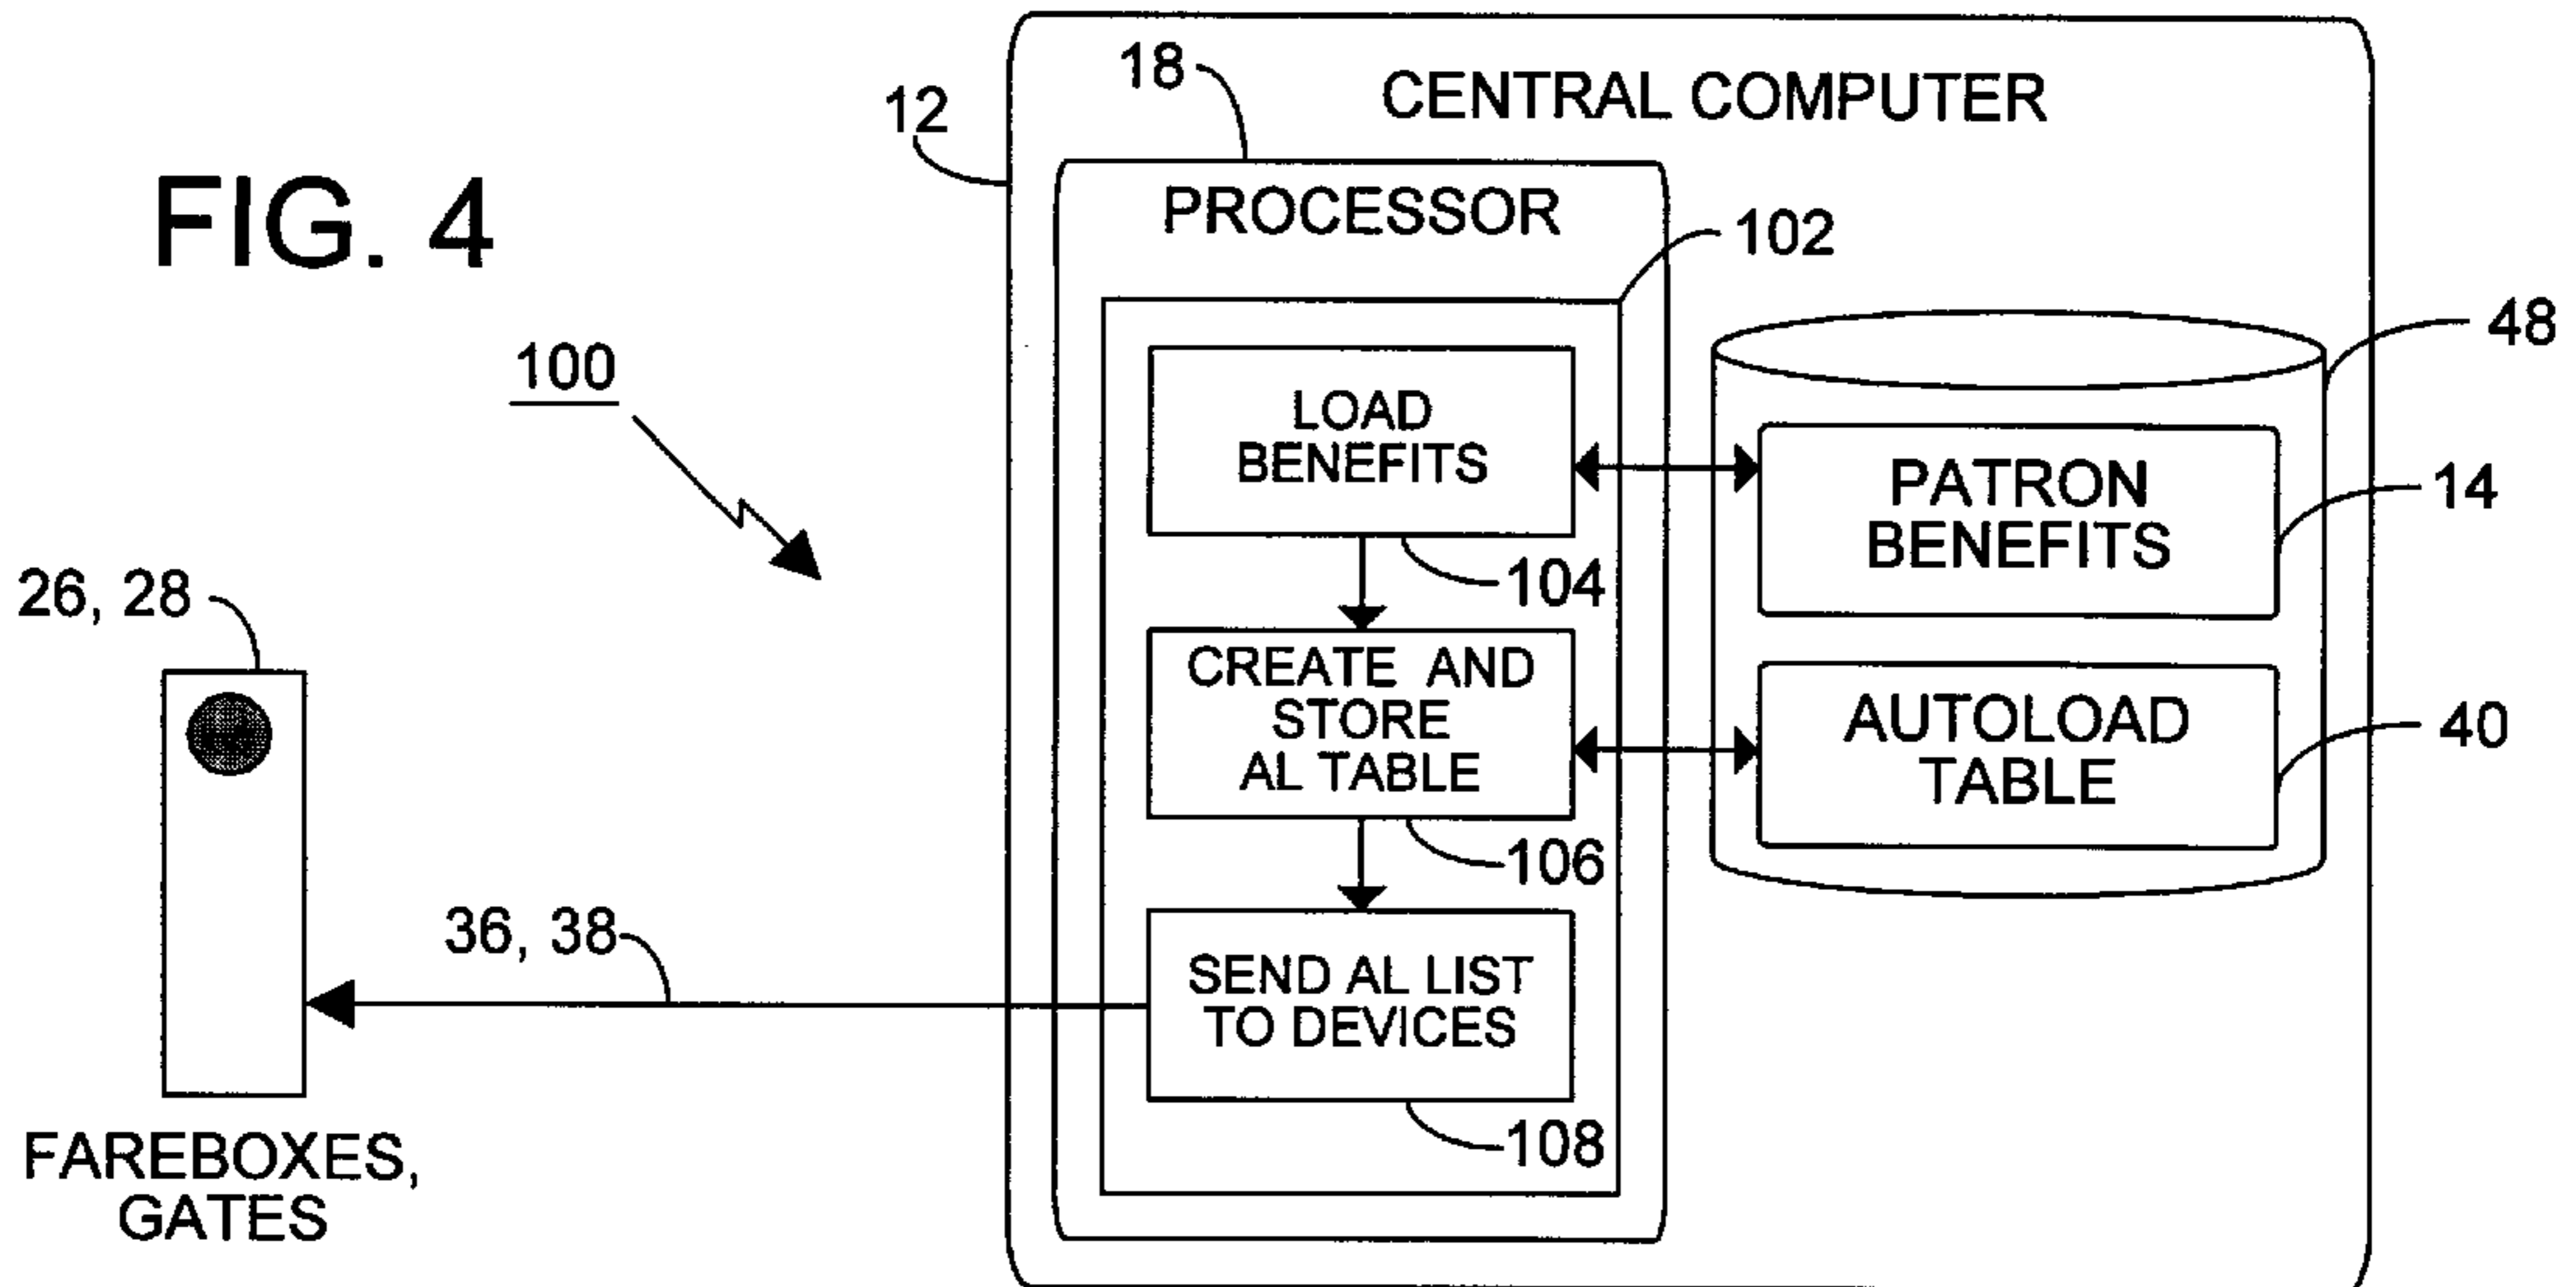 FIG. 4
100
12
18
CENTRAL COMPUTER
PROCESSOR
102
48
LOAD
BENEFITS
104
PATRON
BENEFITS
14
CREATE AND
STORE
AL TABLE
106
AUTOLOAD
TABLE
40
SEND AL LIST
TO DEVICES
108
26, 28
36, 38
FAREBOXES,
GATES